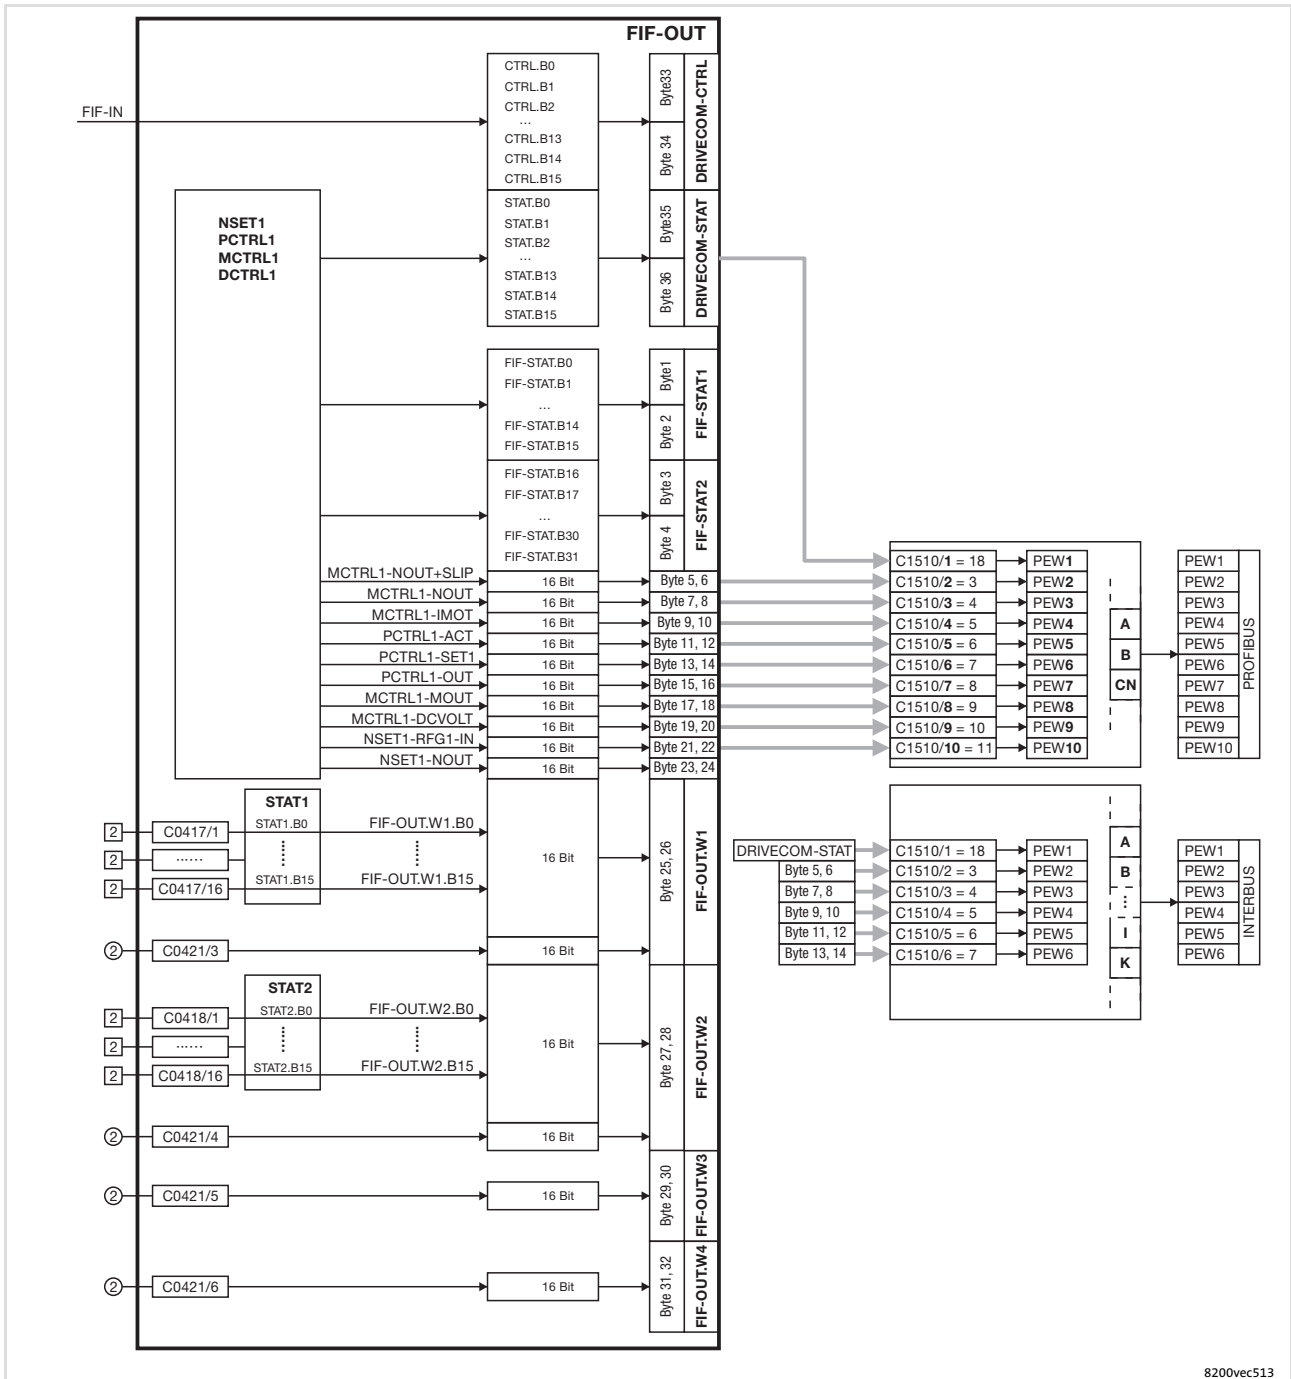 FIF-OUT
FIF-IN
CTRL.B0
CTRL.B1
CTRL.B2
...
CTRL.B13
CTRL.B14
CTRL.B15
Byte33
Byte 34
DRIVECOM-CTRL
NSET1
PCTRL1
MCTRL1
DCTRL1
STAT.B0
STAT.B1
STAT.B2
...
STAT.B13
STAT.B14
STAT.B15
Byte35
Byte 36
DRIVECOM-STAT
FIF-STAT.B0
FIF-STAT.B1
...
FIF-STAT.B14
FIF-STAT.B15
Byte1
Byte 2
FIF-STAT1
FIF-STAT.B16
FIF-STAT.B17
...
FIF-STAT.B30
FIF-STAT.B31
Byte 3
Byte 4
FIF-STAT2
MCTRL1-NOUT+SLIP 16 Bit Byte 5, 6
MCTRL1-NOUT 16 Bit Byte 7, 8
MCTRL1-IMOT 16 Bit Byte 9, 10
PCTRL1-ACT 16 Bit Byte 11, 12
PCTRL1-SET1 16 Bit Byte 13, 14
PCTRL1-OUT 16 Bit Byte 15, 16
MCTRL1-MOUT 16 Bit Byte 17, 18
MCTRL1-DCVOLT 16 Bit Byte 19, 20
NSET1-RFG1-IN 16 Bit Byte 21, 22
NSET1-NOUT 16 Bit Byte 23, 24
C1510/1 = 18 PEW1
C1510/2 = 3 PEW2
C1510/3 = 4 PEW3
C1510/4 = 5 PEW4
C1510/5 = 6 PEW5
C1510/6 = 7 PEW6
C1510/7 = 8 PEW7
C1510/8 = 9 PEW8
C1510/9 = 10 PEW9
C1510/10 = 11 PEW10
A
B
CN
PEW1
PEW2
PEW3
PEW4
PEW5
PEW6
PEW7
PEW8
PEW9
PEW10
PROFIBUS
STAT1
2 C0417/1 STAT1.B0 FIF-OUT.W1.B0
2 ......
2 C0417/16 STAT1.B15 FIF-OUT.W1.B15
16 Bit
2 C0421/3 16 Bit
Byte 25, 26
FIF-OUT.W1
STAT2
2 C0418/1 STAT2.B0 FIF-OUT.W2.B0
2 ......
2 C0418/16 STAT2.B15 FIF-OUT.W2.B15
16 Bit
2 C0421/4 16 Bit
Byte 27, 28
FIF-OUT.W2
2 C0421/5 16 Bit
Byte 29, 30
FIF-OUT.W3
2 C0421/6 16 Bit
Byte 31, 32
FIF-OUT.W4
DRIVECOM-STAT C1510/1 = 18 PEW1
Byte 5, 6 C1510/2 = 3 PEW2
Byte 7, 8 C1510/3 = 4 PEW3
Byte 9, 10 C1510/4 = 5 PEW4
Byte 11, 12 C1510/5 = 6 PEW5
Byte 13, 14 C1510/6 = 7 PEW6
A
B
...
I
K
PEW1
PEW2
PEW3
PEW4
PEW5
PEW6
INTERBUS
8200vec513